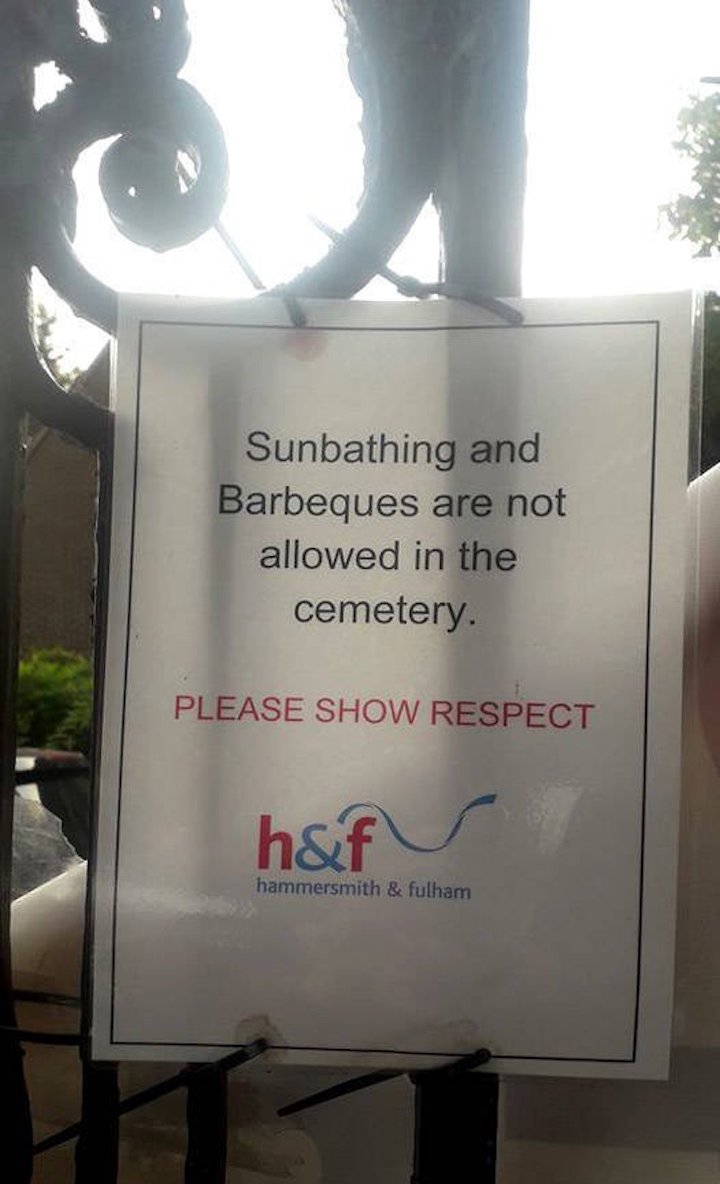 Sunbathing and
Barbeques are not
allowed in the
cemetery.
PLEASE SHOW RESPECT
h&f
hammersmith & fulham